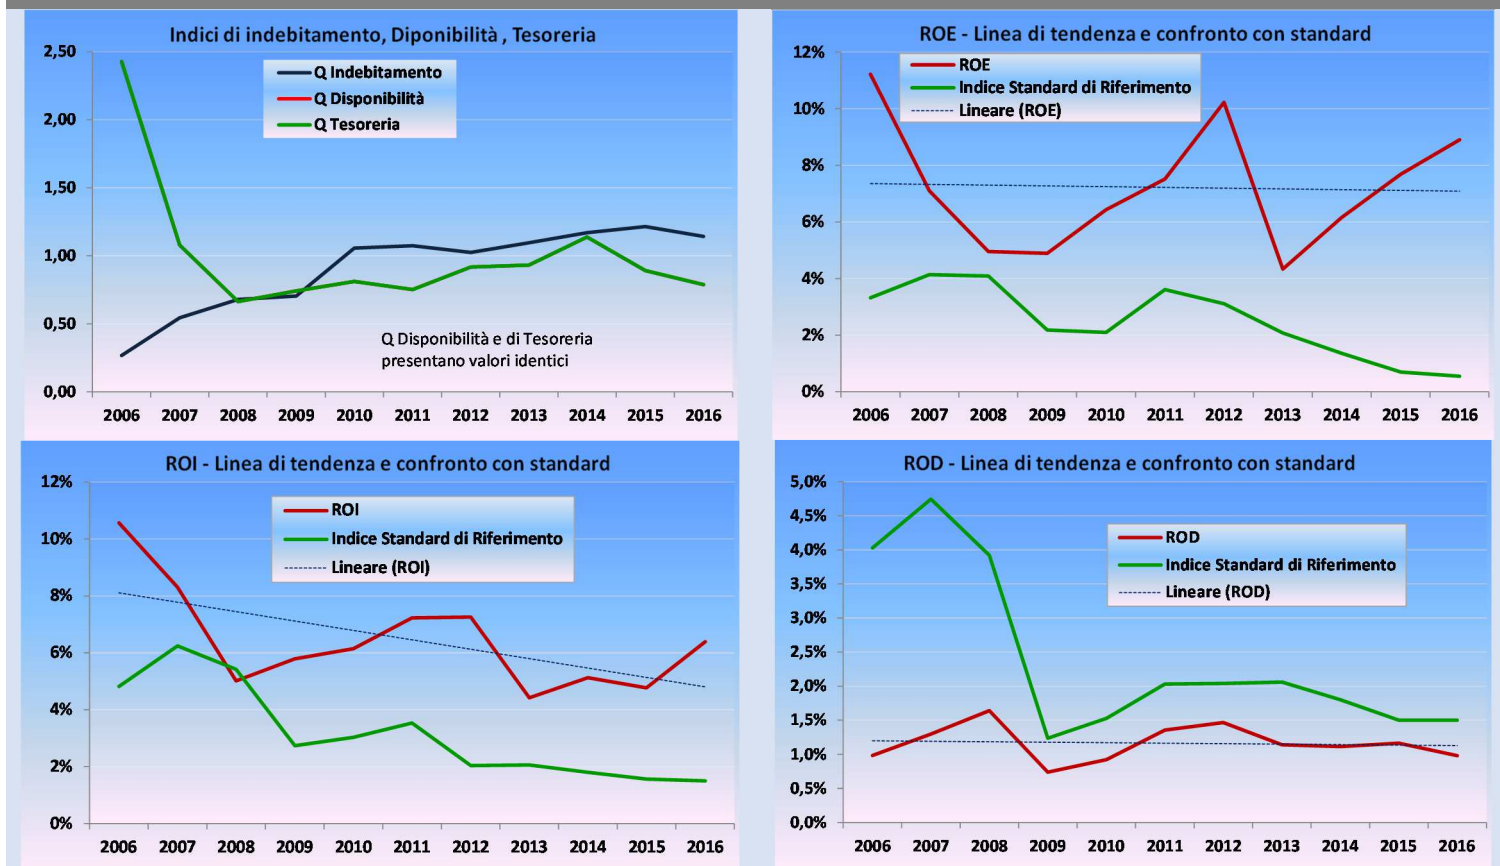 Indici di indebitamento, Diponibilità , Tesoreria
2,50
2,00
1,50
1,00
0,50
0,00
Q Indebitamento
Q Disponibilità
Q Tesoreria
Q Disponibilità e di Tesoreria
presentano valori identici
2006 2007 2008 2009 2010 2011 2012 2013 2014 2015 2016
ROE - Linea di tendenza e confronto con standard
12%
10%
8%
6%
4%
2%
0%
ROE
Indice Standard di Riferimento
Lineare (ROE)
2006 2007 2008 2009 2010 2011 2012 2013 2014 2015 2016
ROI - Linea di tendenza e confronto con standard
12%
10%
8%
6%
4%
2%
0%
ROI
Indice Standard di Riferimento
Lineare (ROI)
2006 2007 2008 2009 2010 2011 2012 2013 2014 2015 2016
ROD - Linea di tendenza e confronto con standard
5,0%
4,5%
4,0%
3,5%
3,0%
2,5%
2,0%
1,5%
1,0%
0,5%
0,0%
ROD
Indice Standard di Riferimento
Lineare (ROD)
2006 2007 2008 2009 2010 2011 2012 2013 2014 2015 2016